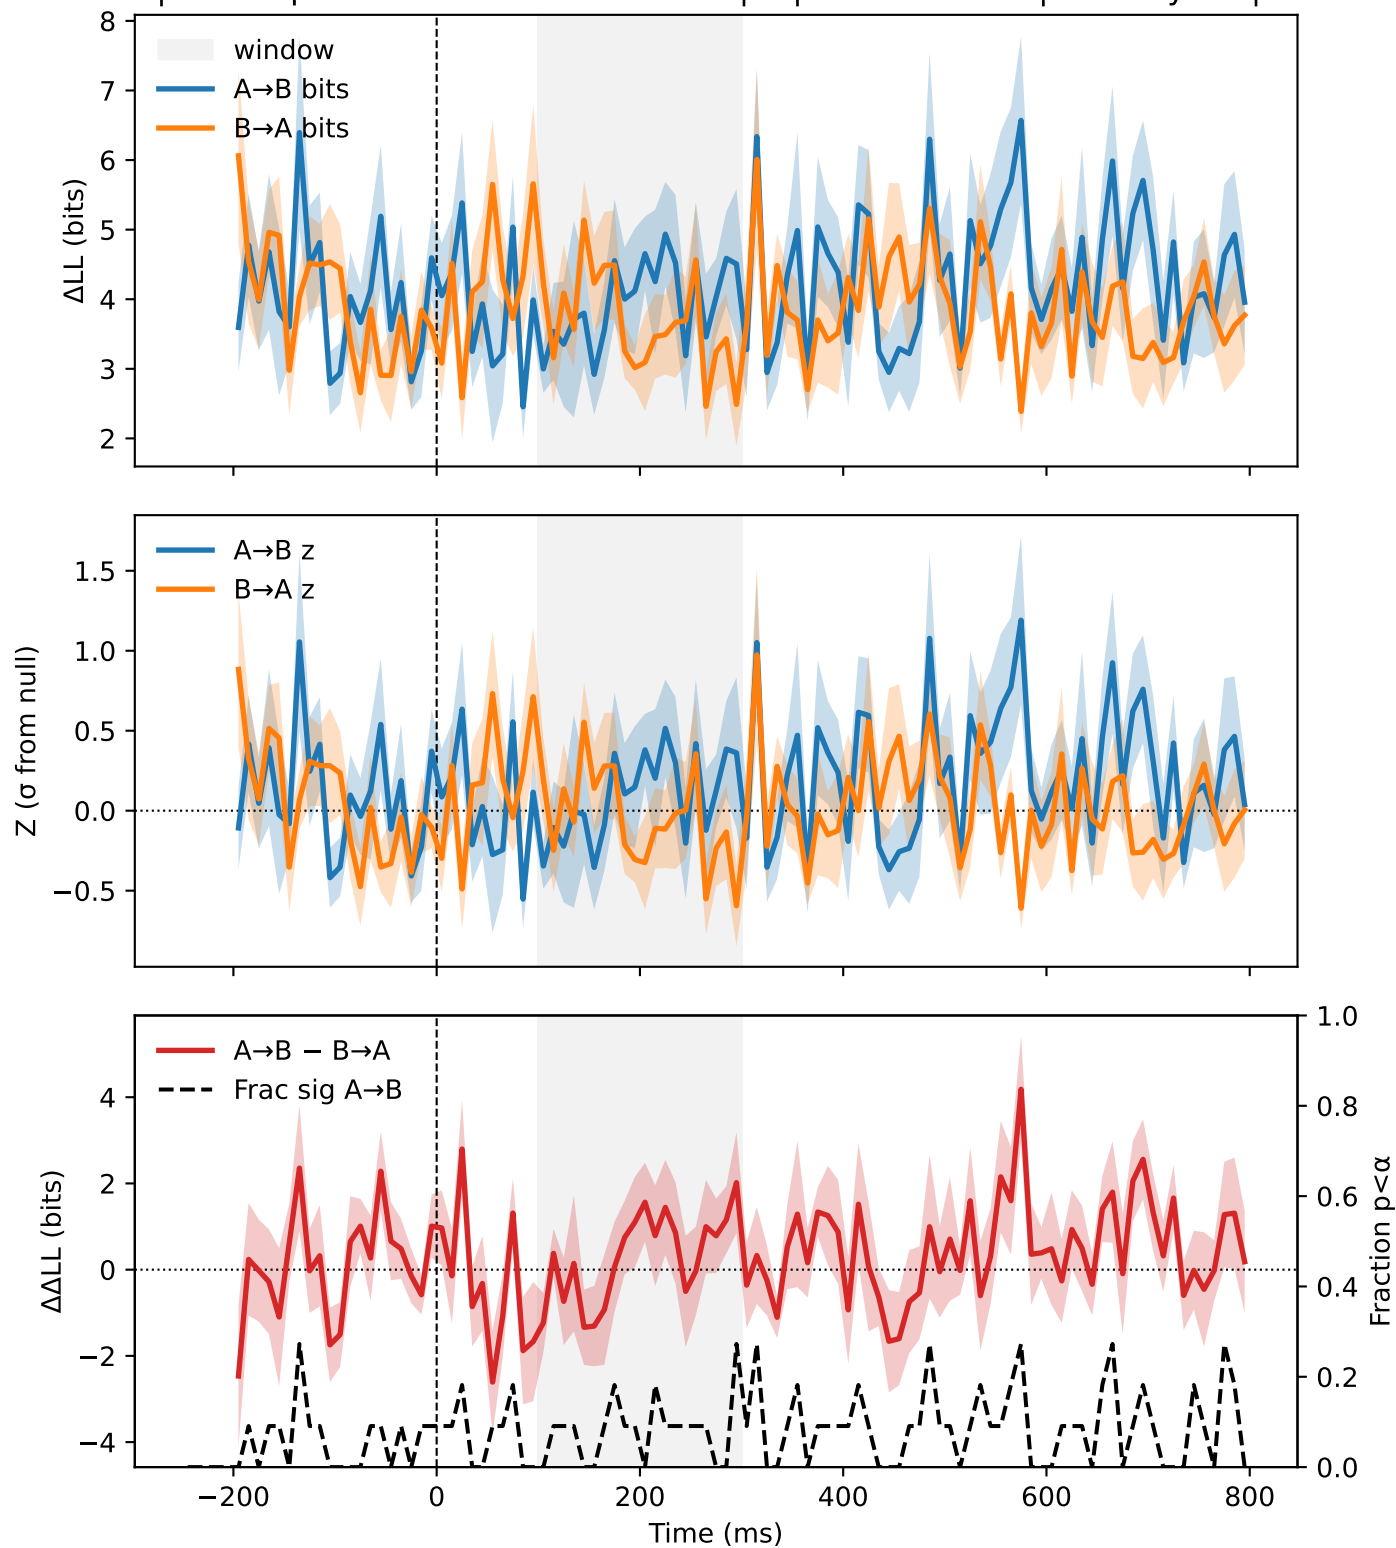 8
7
6
5
4
3
2
ΔLL (bits)
window
A→B bits
B→A bits
1.5
1.0
0.5
0.0
−0.5
Z (σ from null)
A→B z
B→A z
4
2
0
−2
−4
ΔΔLL (bits)
A→B − B→A
Frac sig A→B
1.0
0.8
0.6
0.4
0.2
0.0
Fraction p<α
−200
0
200
400
600
800
Time (ms)